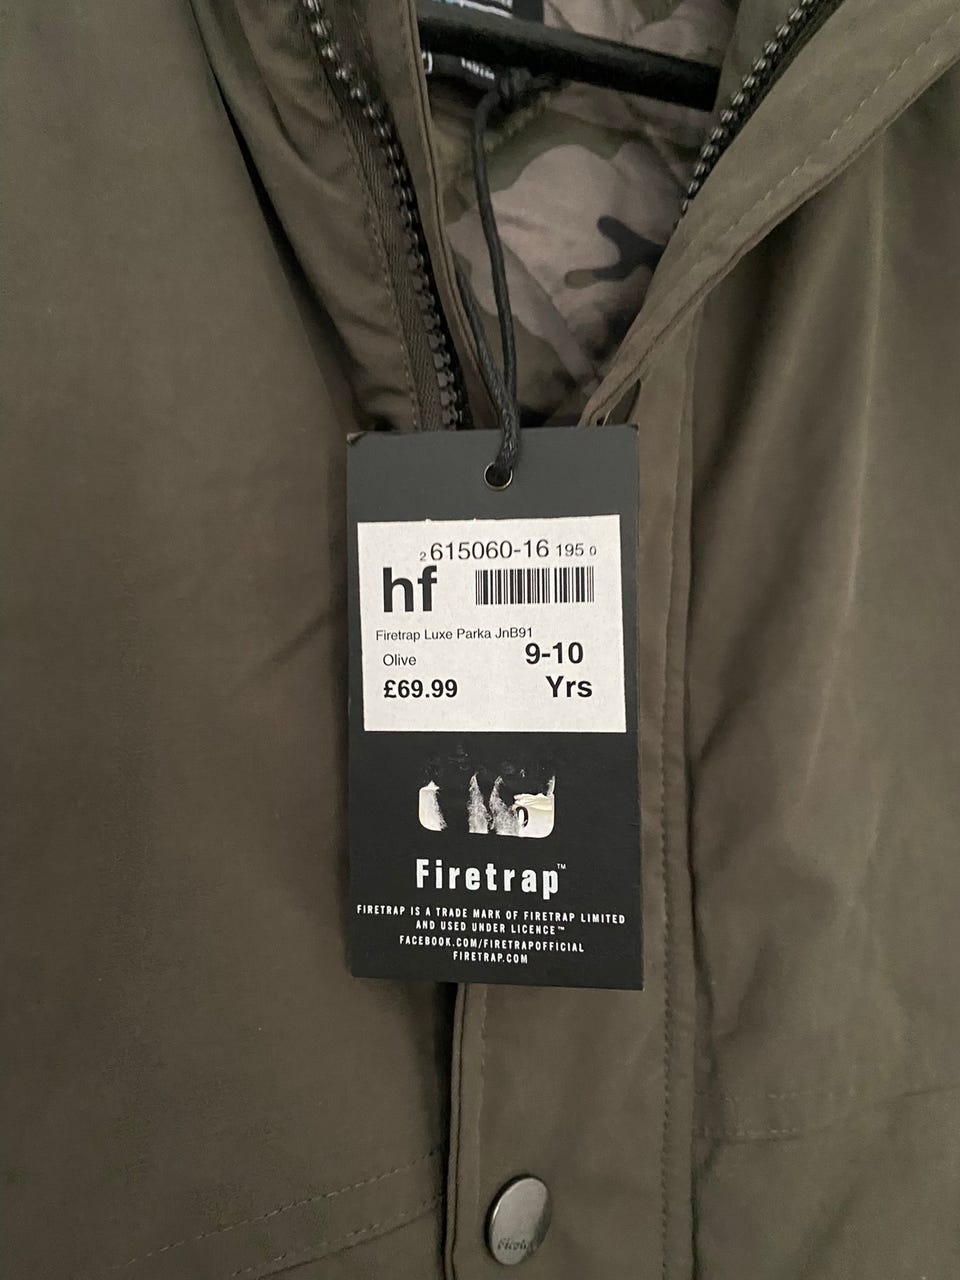 2 615060-16 195 0
hf
Firetrap Luxe Parka JnB91
Olive 9-10
£69.99 Yrs
Firetrap™
FIRETRAP IS A TRADE MARK OF FIRETRAP LIMITED
AND USED UNDER LICENCE™
FACEBOOK.COM/FIRETRAPOFFICIAL
FIRETRAP.COM